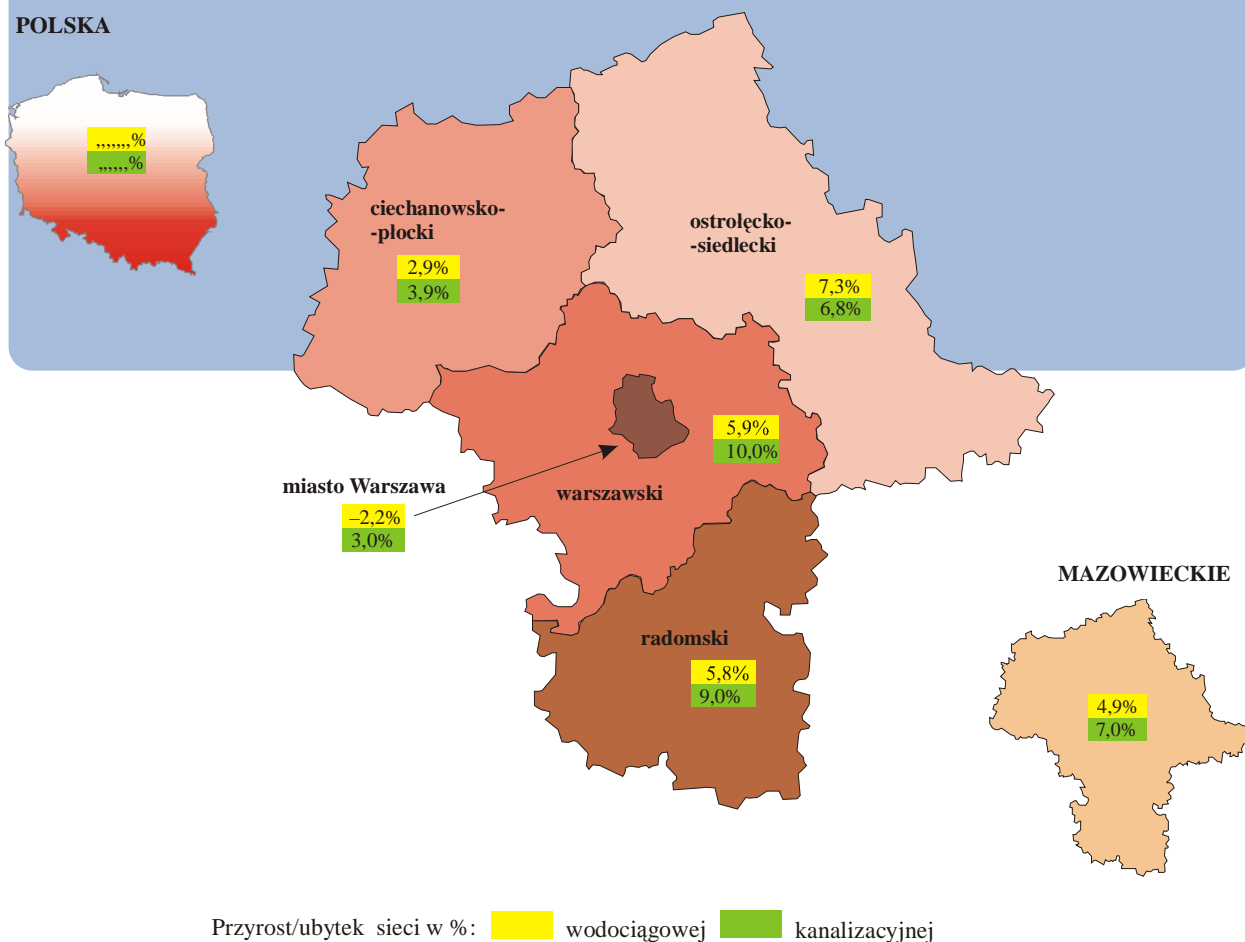 POLSKA
,,,,,,,%
,,,,,,%
ciechanowsko-
-płocki
2,9%
3,9%
ostrołęcko-
-siedlecki
7,3%
6,8%
5,9%
10,0%
miasto Warszawa
–2,2%
3,0%
warszawski
MAZOWIECKIE
radomski
5,8%
9,0%
4,9%
7,0%
Przyrost/ubytek sieci w %: wodociągowej kanalizacyjnej